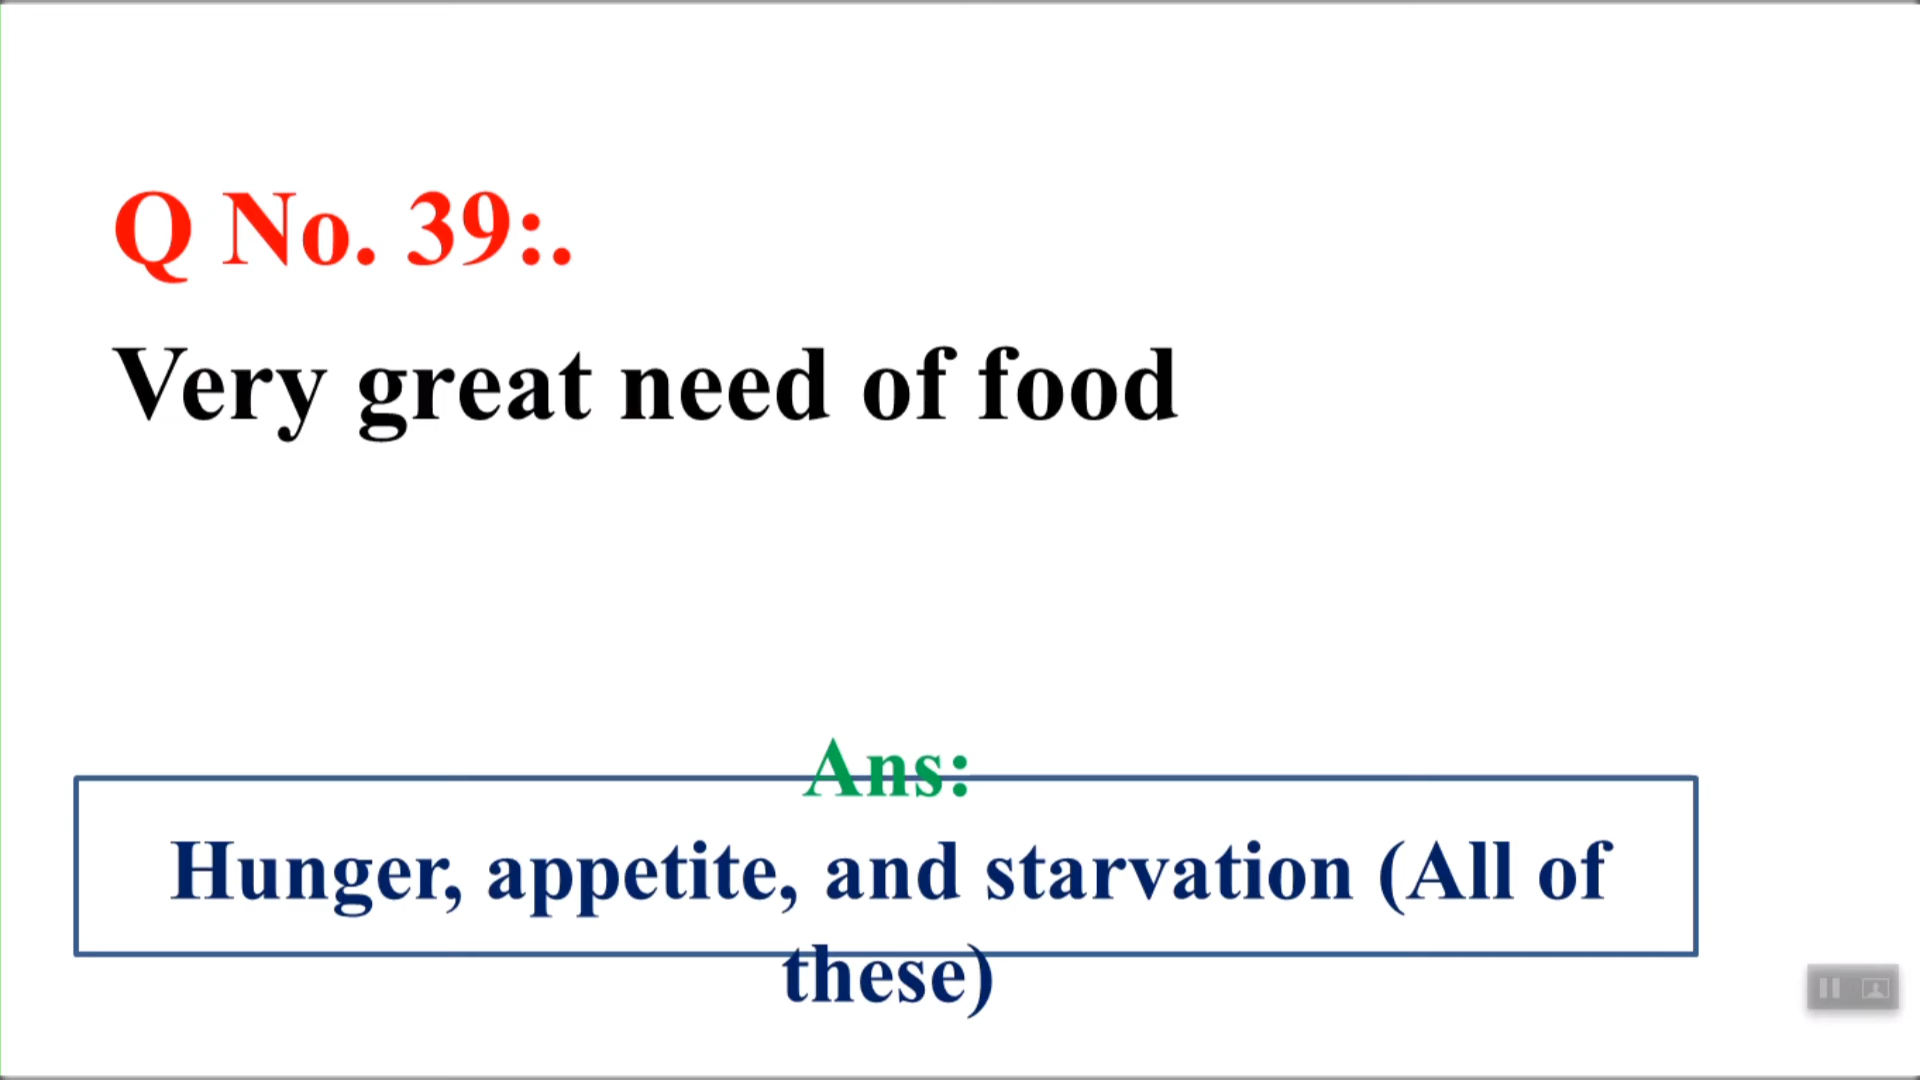 Q No. 39:.
Very great need of food
Ans:
Hunger, appetite, and starvation (All of
these)